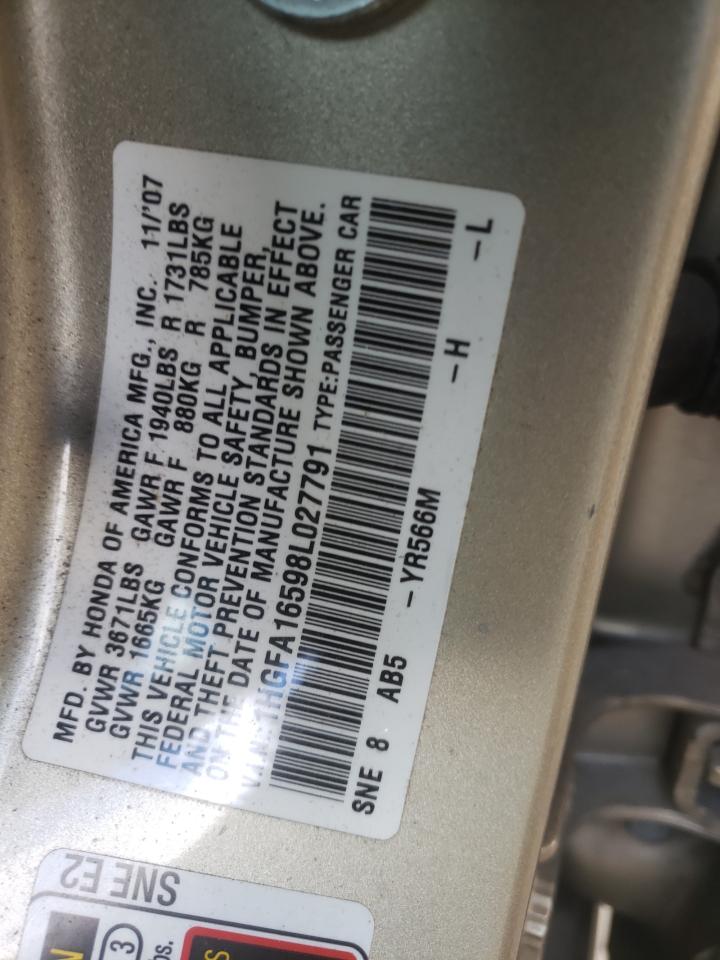 MFD. BY HONDA OF AMERICA MFG., INC. 11/'07
GVWR 3671LBS GAWR F 1940LBS R 1731LBS
GVWR 1665KG GAWR F 880KG R 785KG
THIS VEHICLE CONFORMS TO ALL APPLICABLE
FEDERAL MOTOR VEHICLE SAFETY, BUMPER,
AND THEFT PREVENTION STANDARDS IN EFFECT
ON THE DATE OF MANUFACTURE SHOWN ABOVE.
V.I.N. 1HGFA16598L027791 TYPE:PASSENGER CAR
SNE 8 AB5 -YR566M -H -L
SNE E2
3